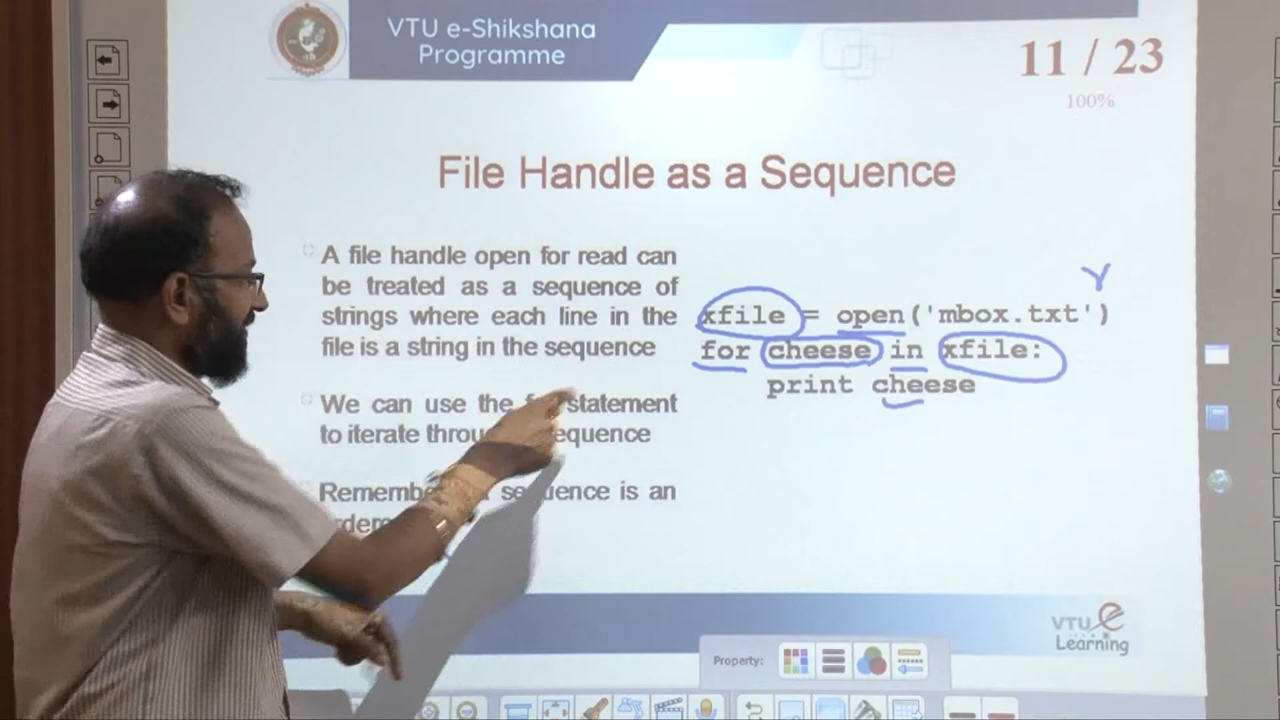 VTU e-Shikshana
Programme
11 / 23
100%
File Handle as a Sequence
A file handle open for read can
be treated as a sequence of
strings where each line in the
file is a string in the sequence
xfile = open('mbox.txt')
for cheese in xfile:
print cheese
We can use the statement
to iterate
sequence is an
VTU e
Learning
Property: